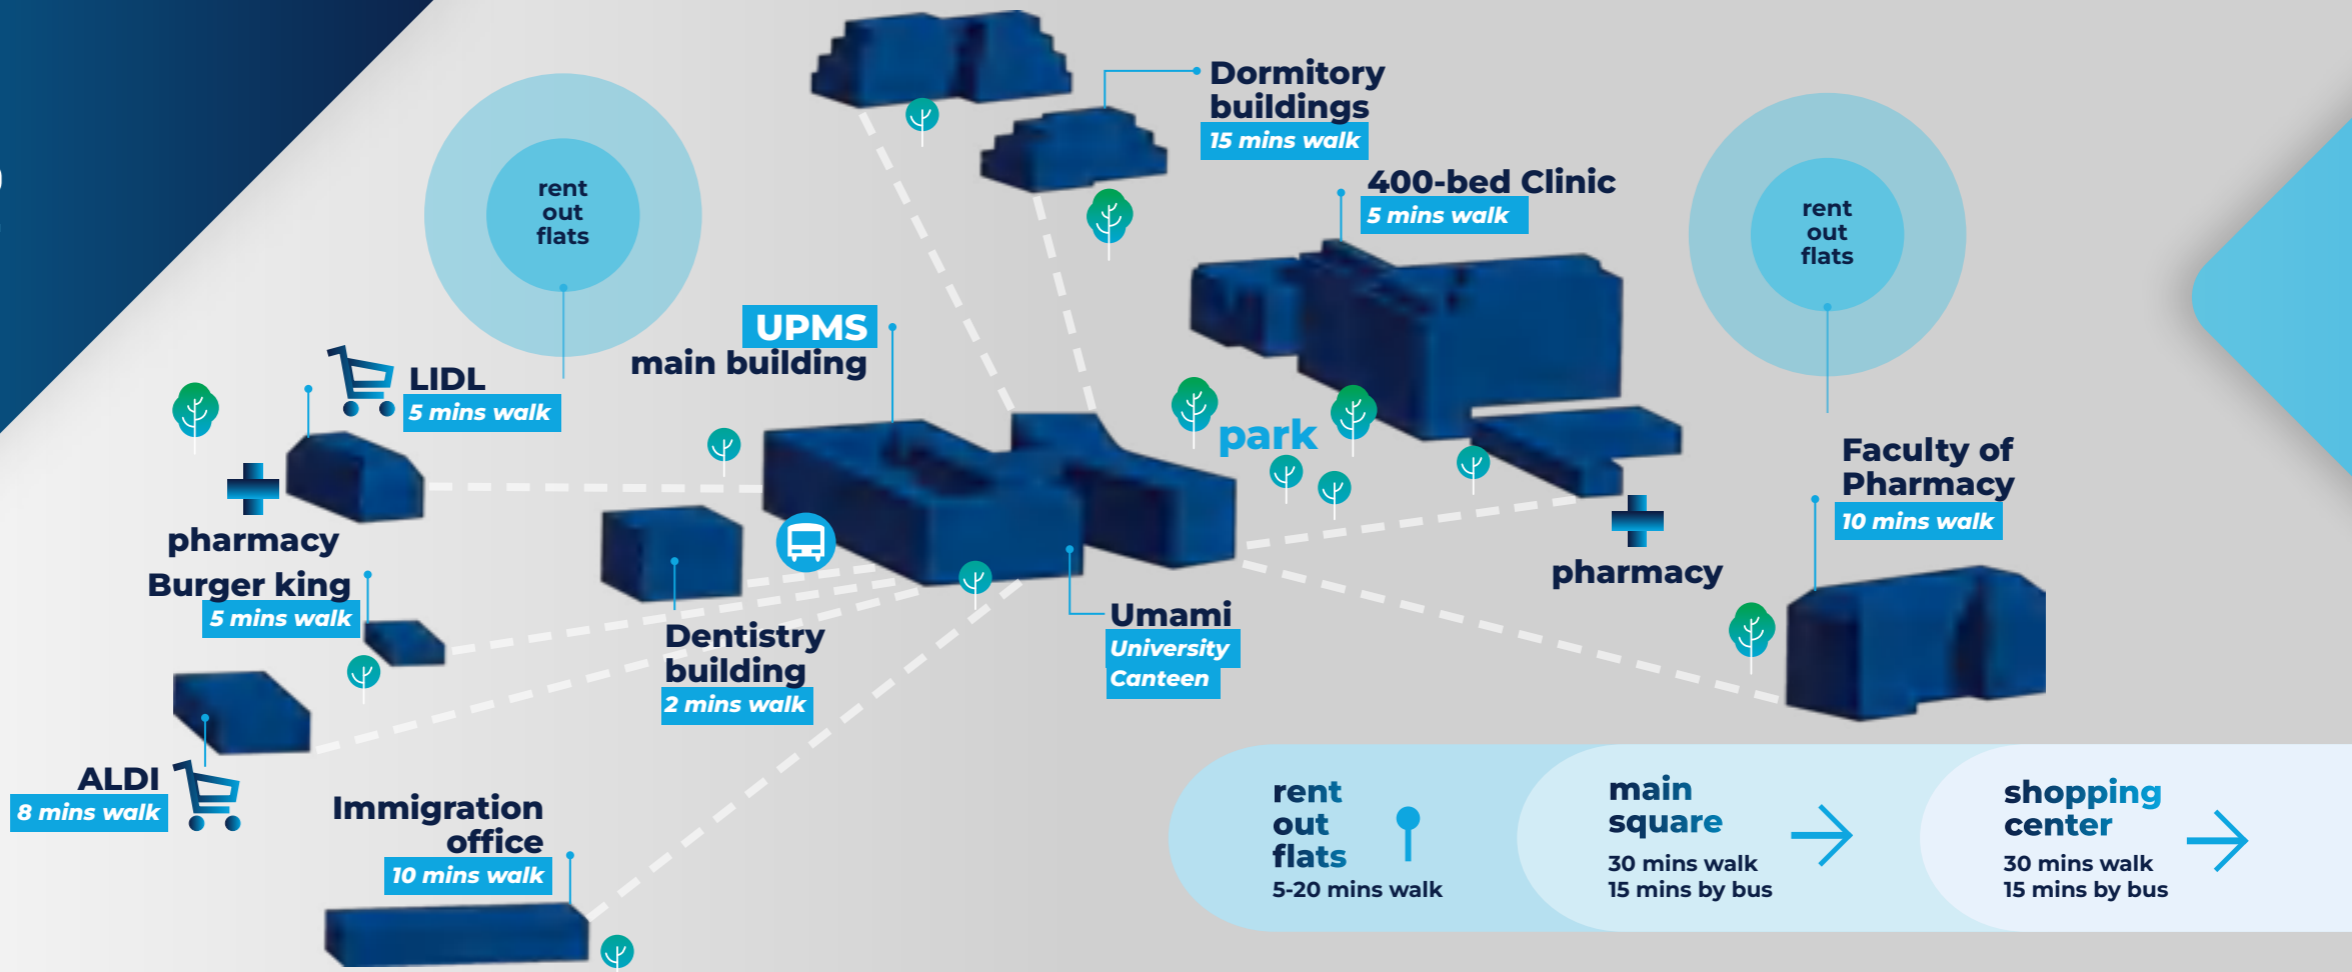 Dormitory
buildings
15 mins walk
400-bed Clinic
5 mins walk
rent
out
flats
rent
out
flats
UPMS
main building
LIDL
5 mins walk
park
Faculty of
Pharmacy
10 mins walk
pharmacy
Burger king
5 mins walk
pharmacy
Umami
University
Canteen
Dentistry
building
2 mins walk
ALDI
8 mins walk
Immigration
office
10 mins walk
rent
out
flats
5-20 mins walk
main
square
30 mins walk
15 mins by bus
shopping
center
30 mins walk
15 mins by bus